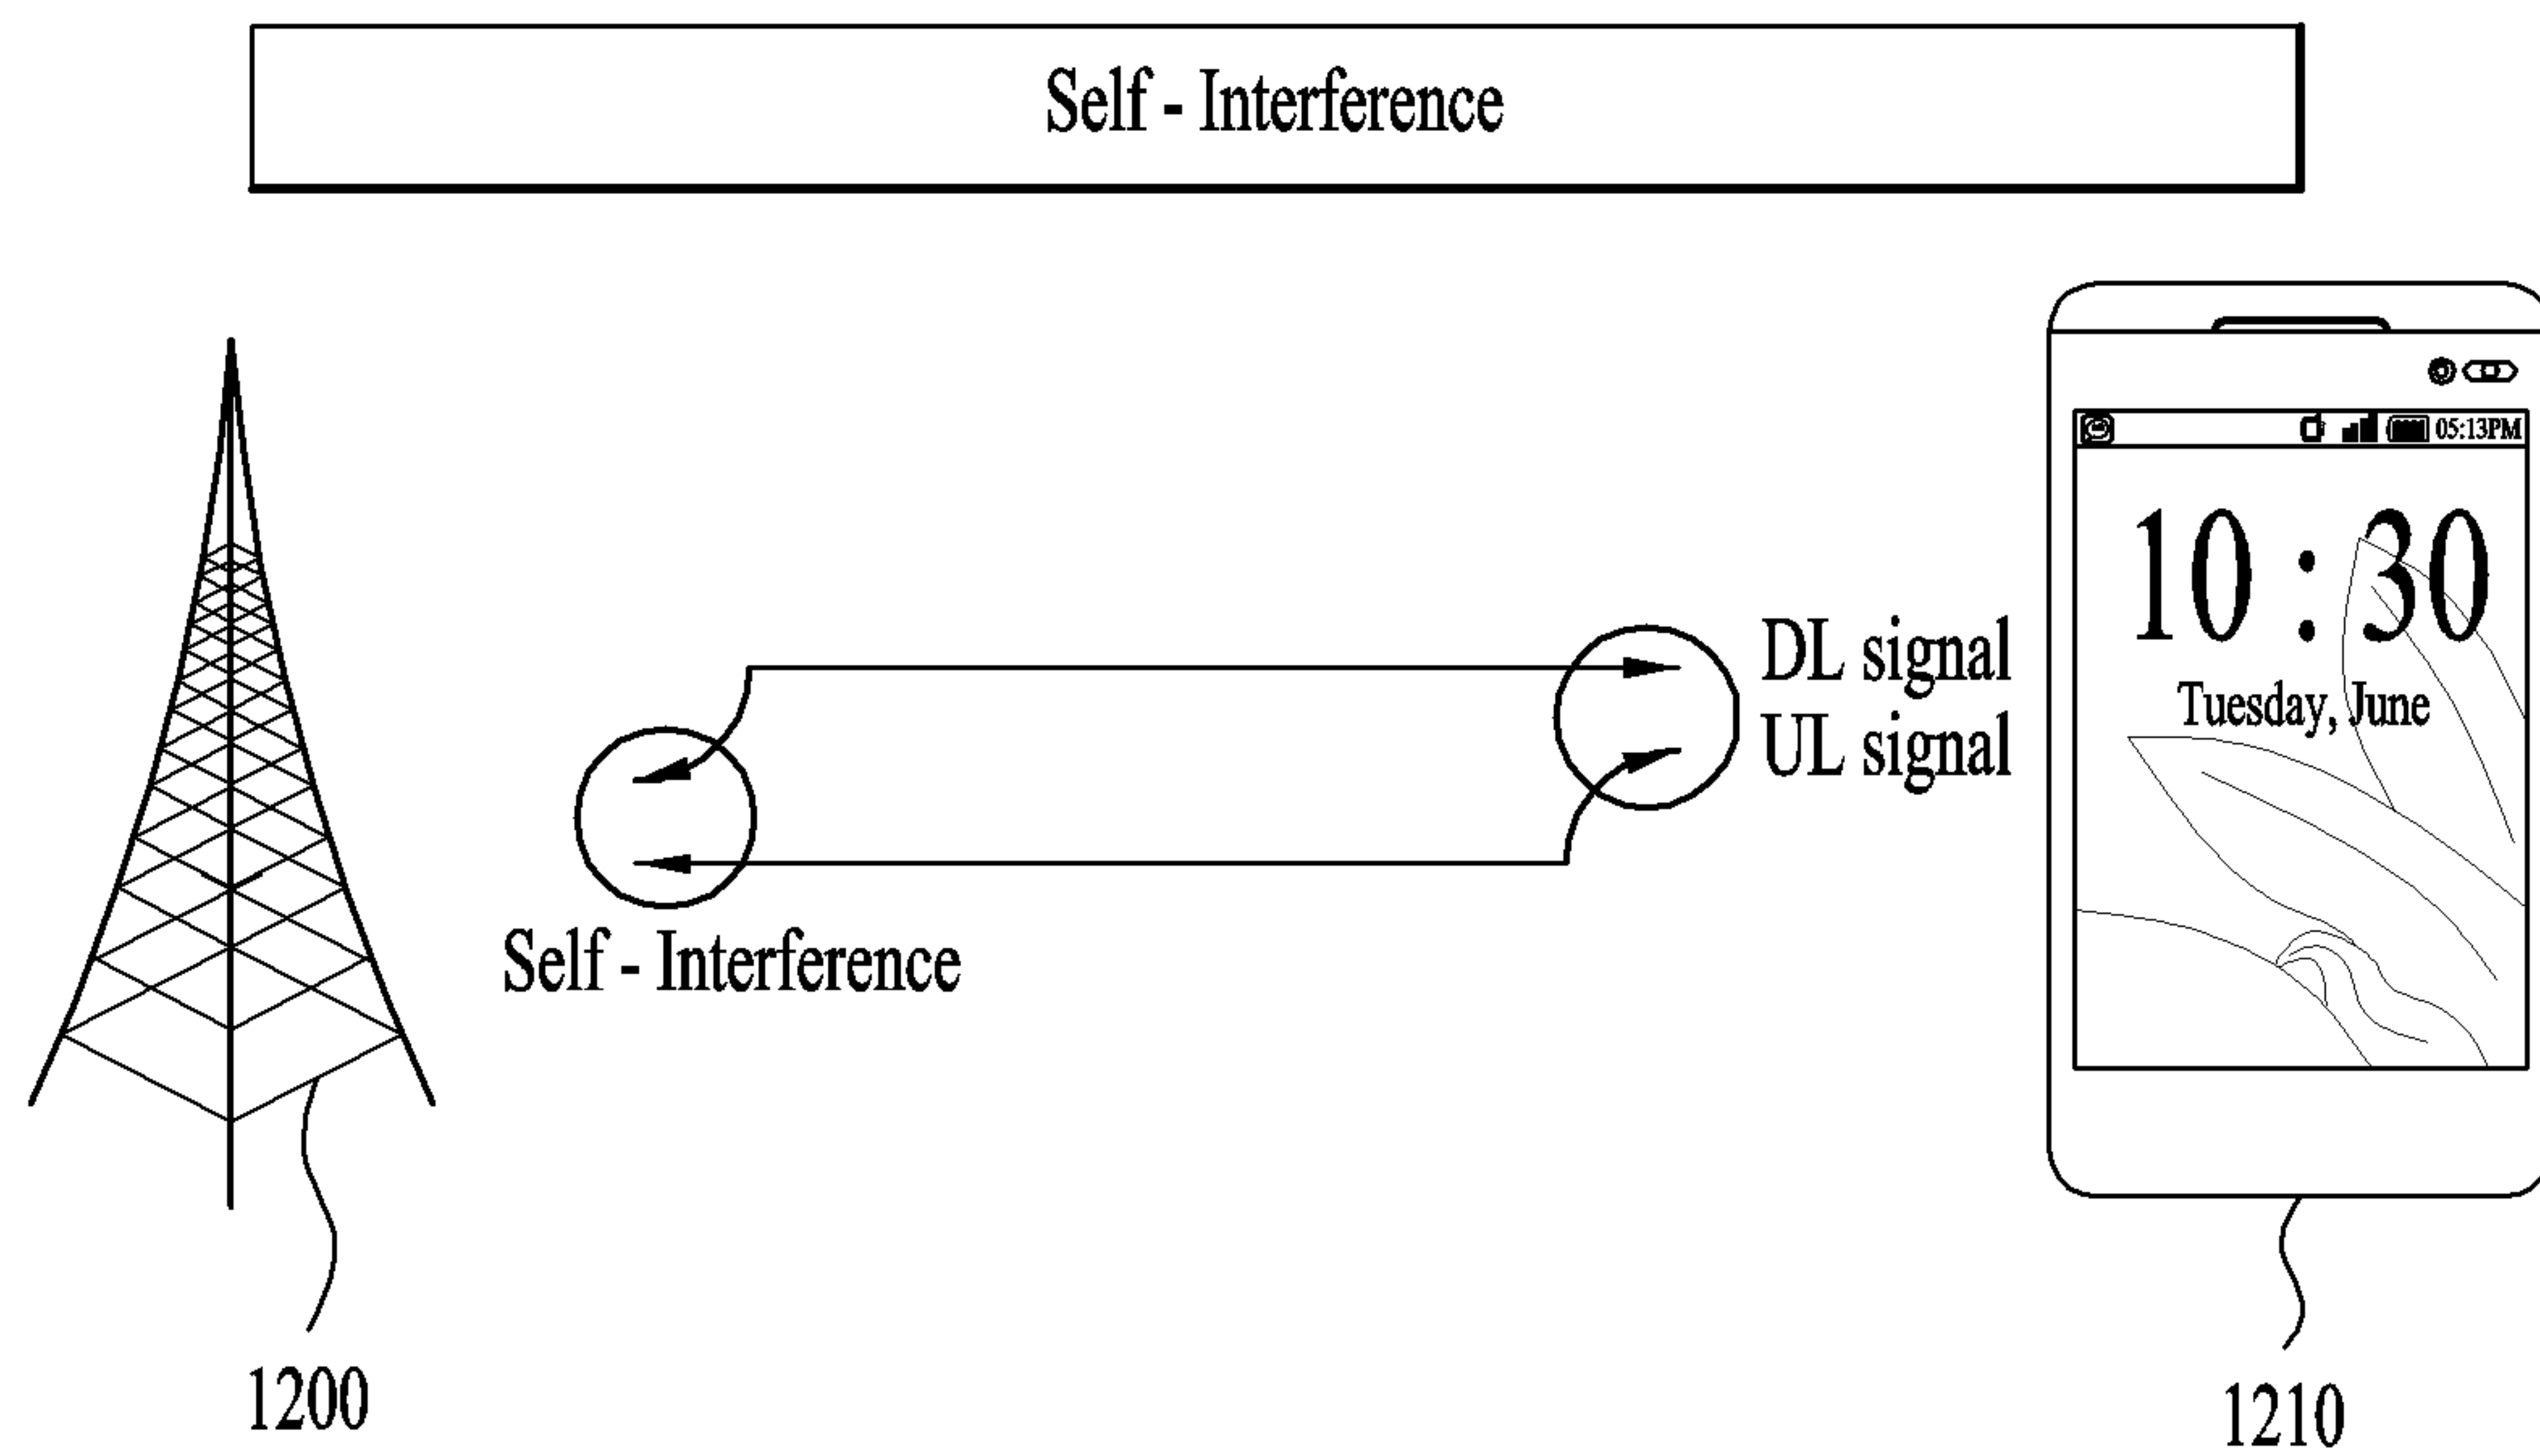 Self - Interference
05:13PM
10 : 30
Tuesday, June
DL signal
UL signal
Self - Interference
1200
1210